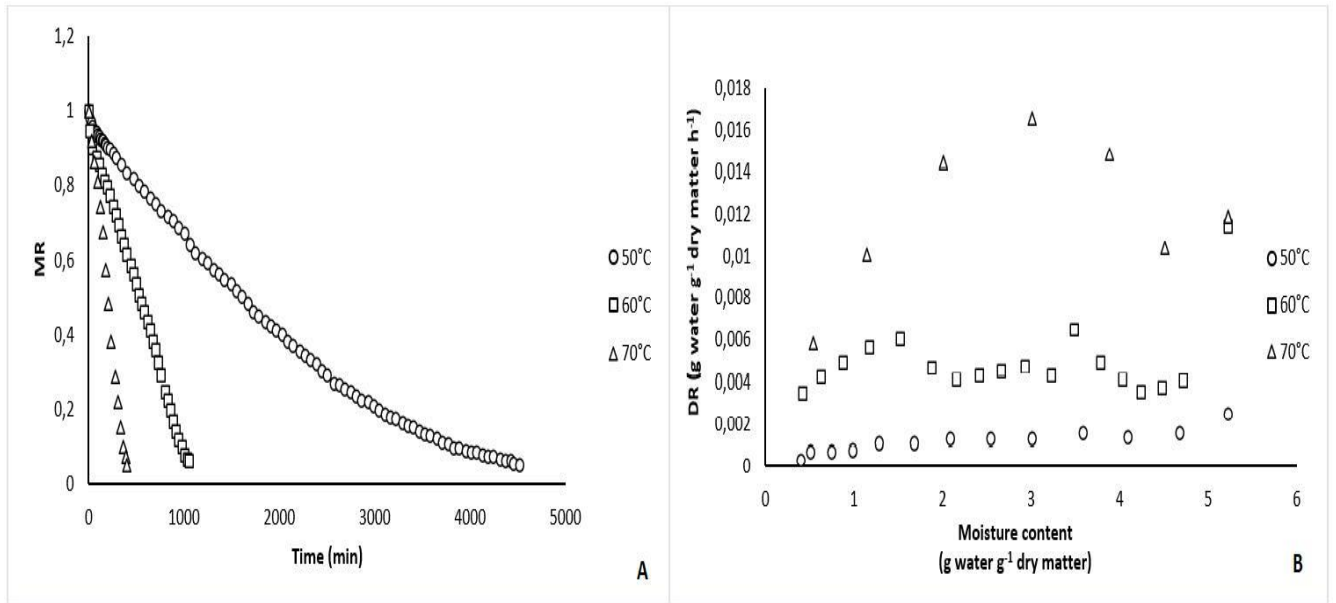 1,2
1
0,8
0,6
0,4
0,2
0
MR
0
1000
2000
3000
4000
5000
Time (min)
50°C
60°C
70°C
A
0,018
0,016
0,014
0,012
0,01
0,008
0,006
0,004
0,002
0
DR (g water g⁻¹ dry matter h⁻¹)
0
1
2
3
4
5
6
Moisture content
(g water g⁻¹ dry matter)
50°C
60°C
70°C
B